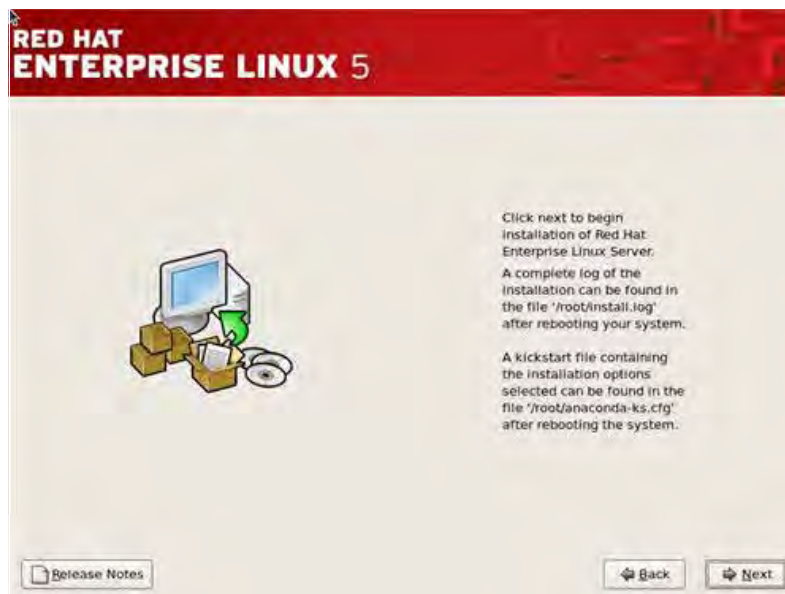 RED HAT
ENTERPRISE LINUX 5
Click next to begin
installation of Red Hat
Enterprise Linux Server.
A complete log of the
installation can be found in
the file '/root/install.log'
after rebooting your system.
A kickstart file containing
the installation options
selected can be found in the
file '/root/anaconda-ks.cfg'
after rebooting the system.
Release Notes
Back
Next